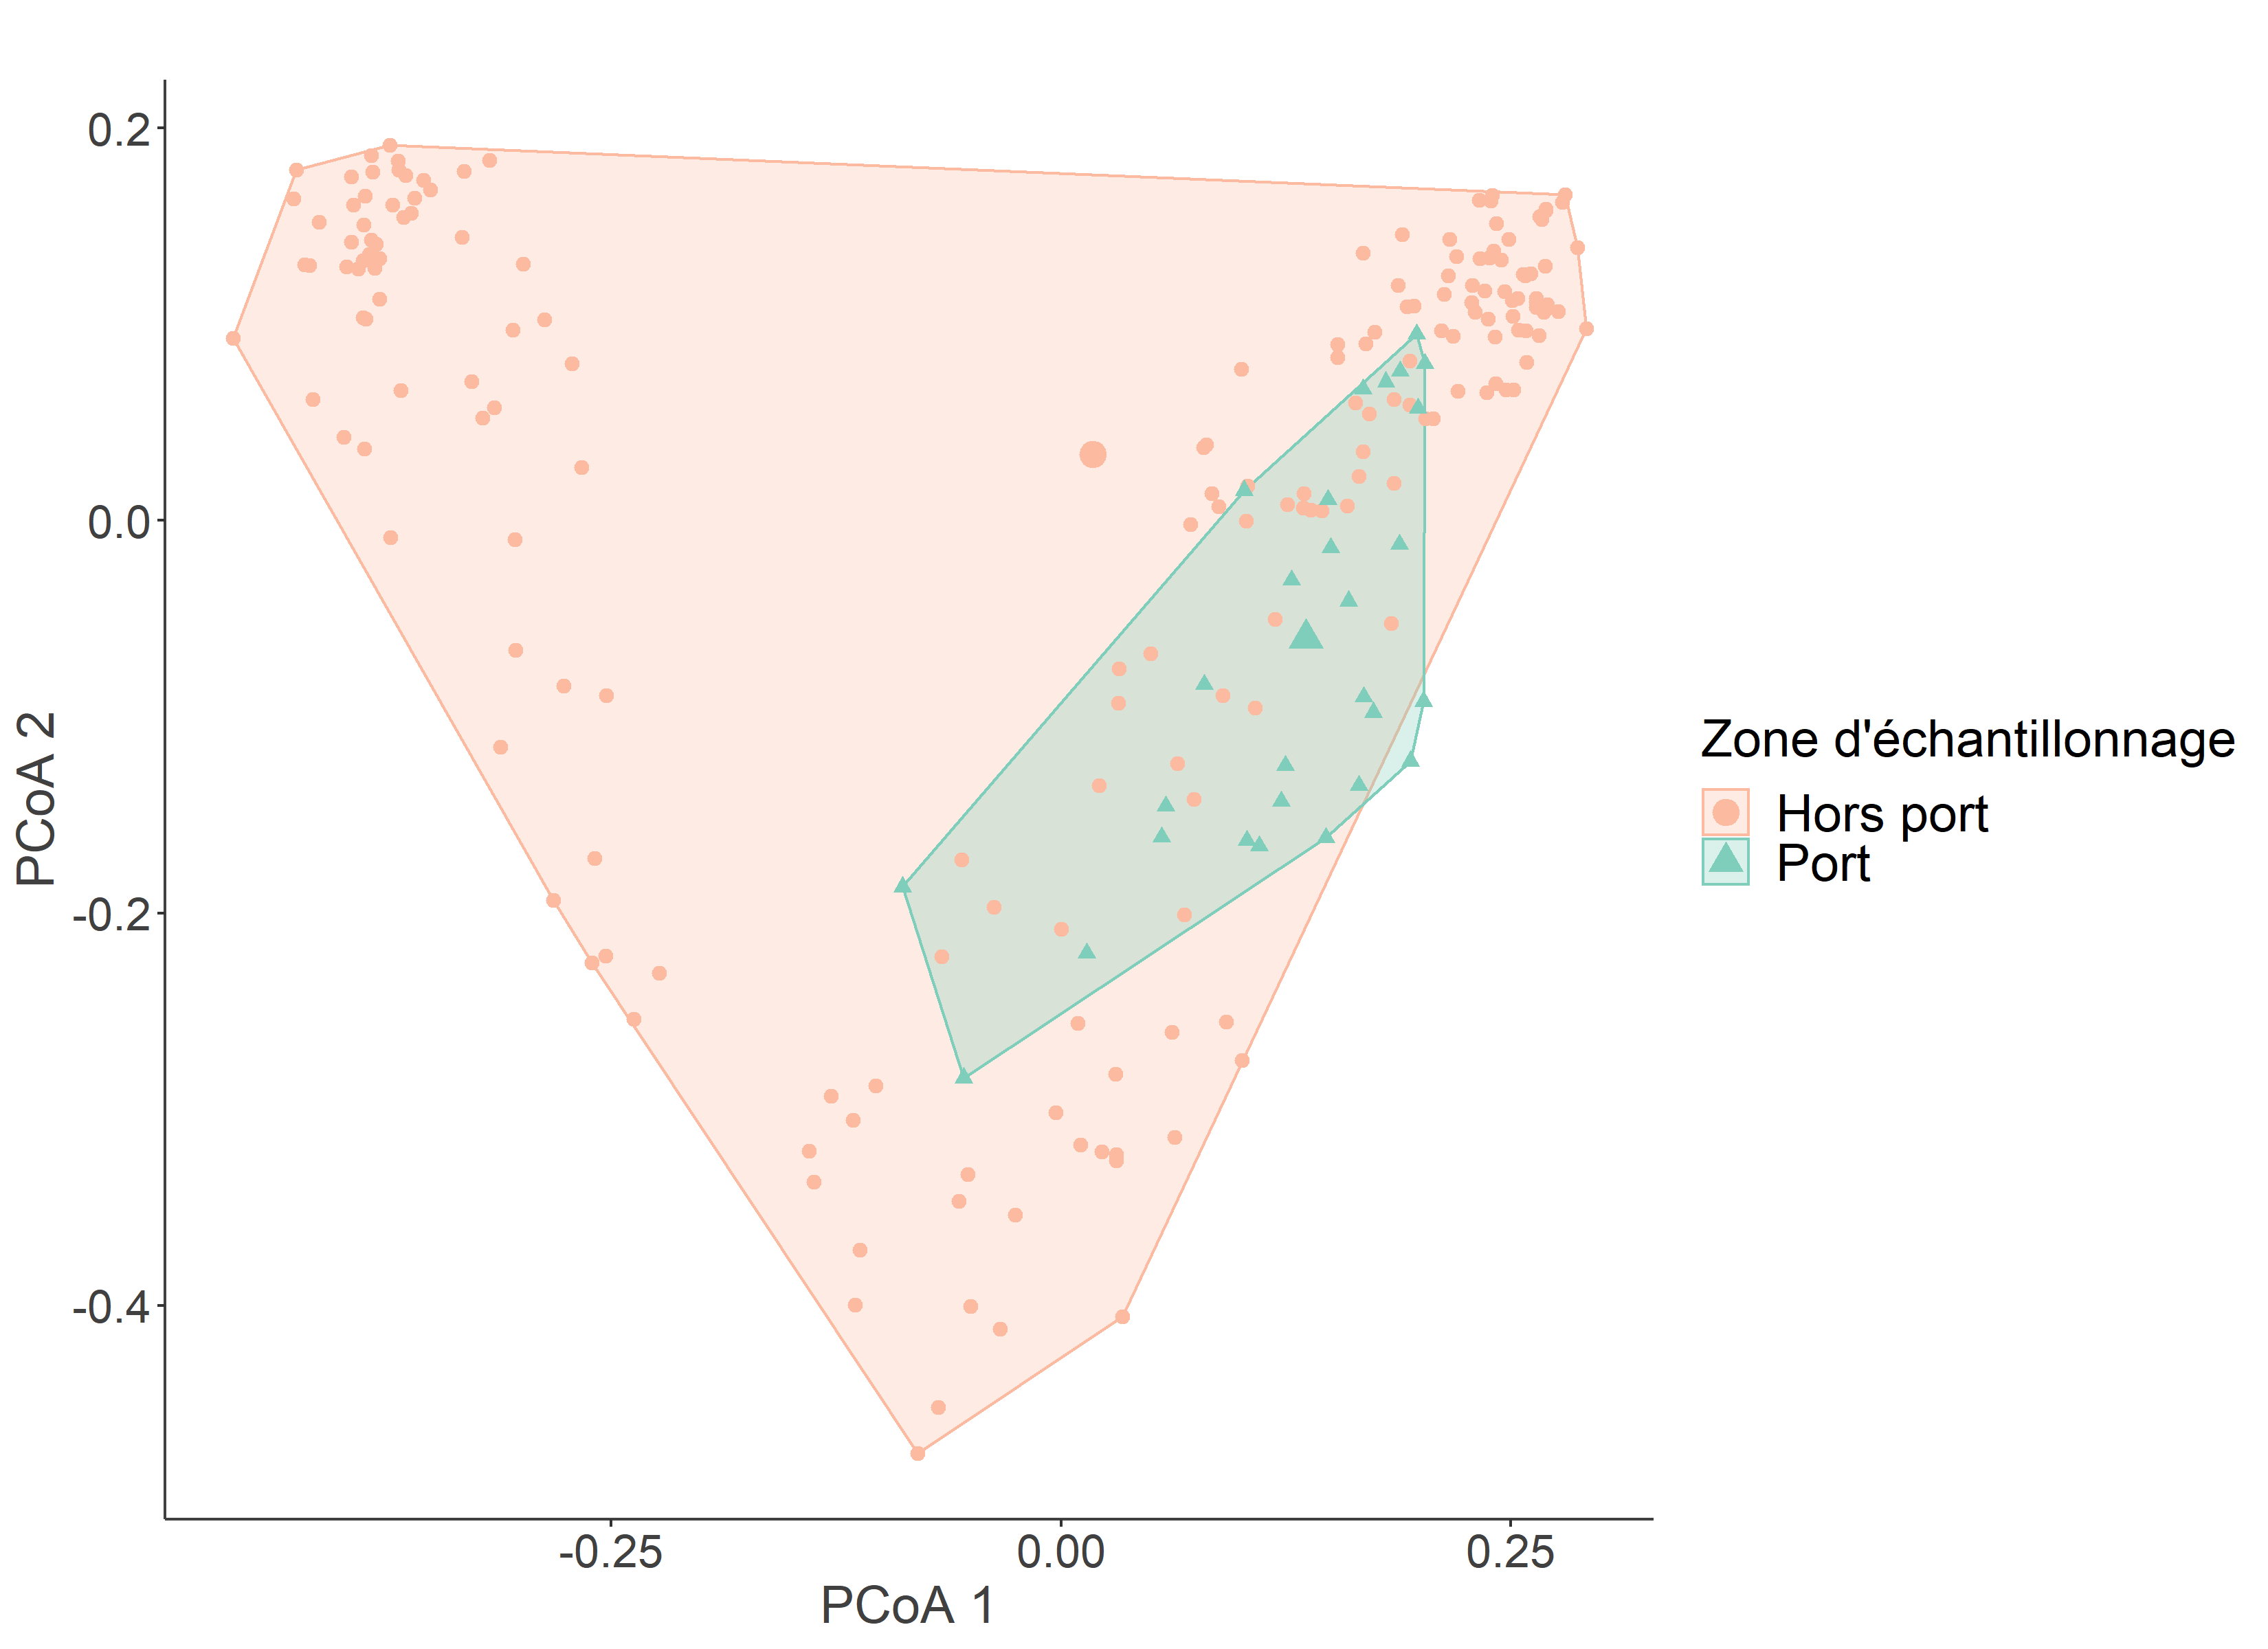 0.2
0.0
-0.2
-0.4
PCoA 2
-0.25
0.00
0.25
PCoA 1
Zone d'échantillonnage
Hors port
Port